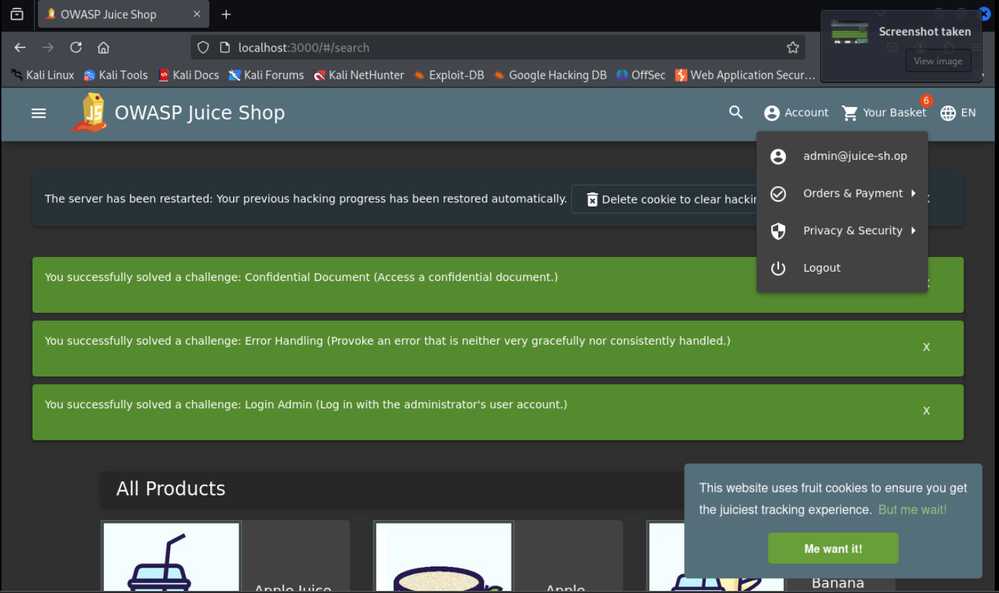 OWASP Juice Shop
Screenshot taken
View image
localhost:3000/#/search
Kali Linux Kali Tools Kali Docs Kali Forums Kali NetHunter Exploit-DB Google Hacking DB OffSec Web Application Secur…
JS OWASP Juice Shop Account Your Basket 6 EN
admin@juice-sh.op
Orders & Payment
Privacy & Security
Logout
The server has been restarted: Your previous hacking progress has been restored automatically. Delete cookie to clear
You successfully solved a challenge: Confidential Document (Access a confidential document.)
You successfully solved a challenge: Error Handling (Provoke an error that is neither very gracefully nor consistently handled.) X
You successfully solved a challenge: Login Admin (Log in with the administrator's user account.) X
All Products
This website uses fruit cookies to ensure you get
the juiciest tracking experience. But me wait!
Me want it!
Apple Juice
Apple
Banana